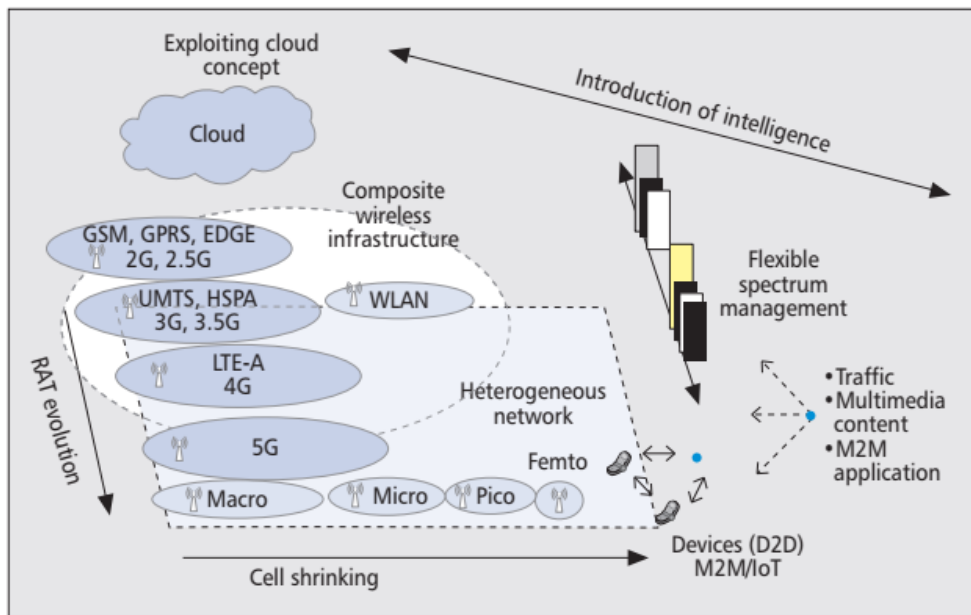 Exploiting cloud
concept
Cloud
Introduction of intelligence
Composite
wireless
infrastructure
GSM, GPRS, EDGE
2G, 2.5G
UMTS, HSPA
3G, 3.5G
WLAN
Flexible
spectrum
management
LTE-A
4G
RAT evolution
Heterogeneous
network
•Traffic
•Multimedia
content
•M2M
application
5G
Femto
Macro
Micro
Pico
Devices (D2D)
M2M/IoT
Cell shrinking